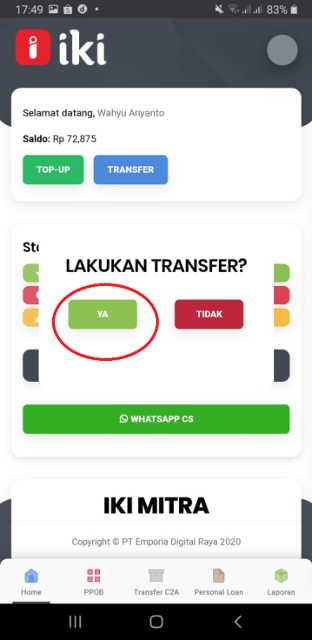 17:49
83%
iki
Selamat datang, Wahyu Ariyanto
Saldo: Rp 72,875
TOP-UP
TRANSFER
LAKUKAN TRANSFER?
YA
TIDAK
WHATSAPP CS
IKI MITRA
Copyright © PT Emporia Digital Raya 2020
Home
PPOB
Transfer C2A
Personal Loan
Laporan